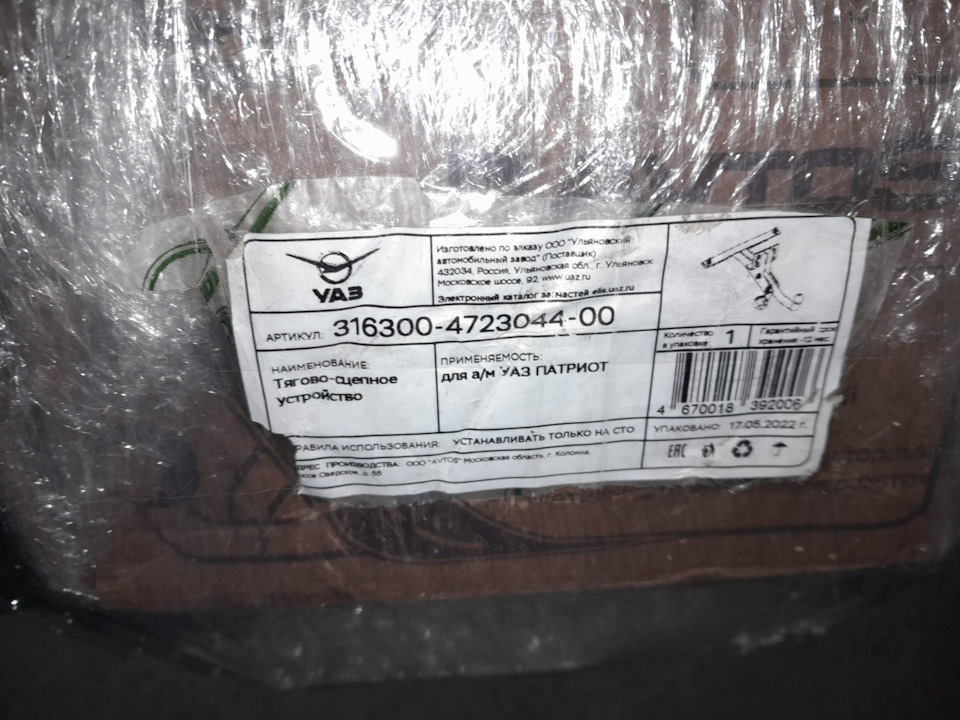 УАЗ
Изготовлено по заказу ООО "Ульяновский
автомобильный завод" (Поставщик)
432034, Россия, Ульяновская обл., г. Ульяновск
Московское шоссе, 92 www.uaz.ru
Электронный каталог запчастей elis.uaz.ru
АРТИКУЛ: 316300-4723044-00
НАИМЕНОВАНИЕ:
Тягово-сцепное
устройство
ПРИМЕНЯЕМОСТЬ:
для а/м УАЗ ПАТРИОТ
Количество
в упаковке 1
Гарантийный срок
хранения -12 мес
4 670018 392006
РАВИЛА ИСПОЛЬЗОВАНИЯ: УСТАНАВЛИВАТЬ ТОЛЬКО НА СТО
УПАКОВАНО: 17.05.2022 г.
ДРЕС ПРОИЗВОДСТВА: ООО "AVTOS" Московская область, г. Коломна,
55
EAC